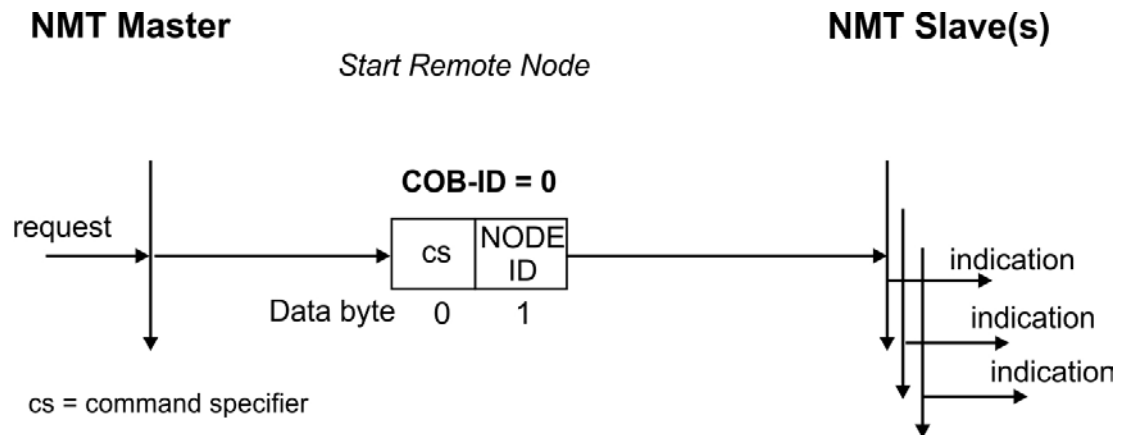 NMT Master
NMT Slave(s)
Start Remote Node
COB-ID = 0
request
cs
NODE
ID
indication
Data byte 0 1
indication
indication
cs = command specifier